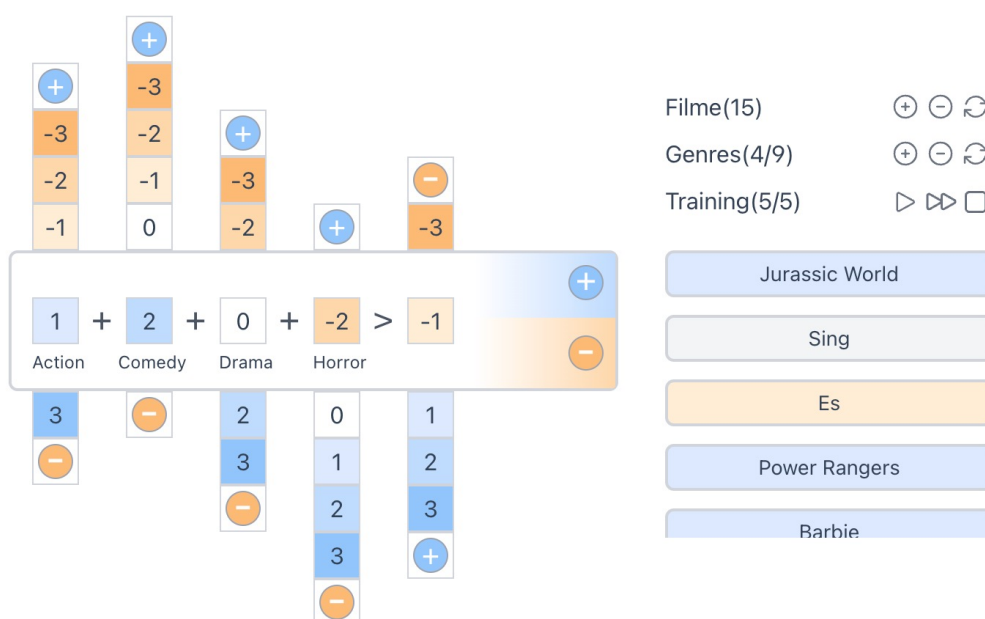 +
+ -3
-3 -2 +
-2 -1 -3 −
-1 0 -2 + -3
+
1 + 2 + 0 + -2 > -1
−
Action Comedy Drama Horror
3 − 2 0 1
− 3 1 2
− 2 3
3 +
−
Filme(15) + −
Genres(4/9) + −
Training(5/5)
Jurassic World
Sing
Es
Power Rangers
Barbie